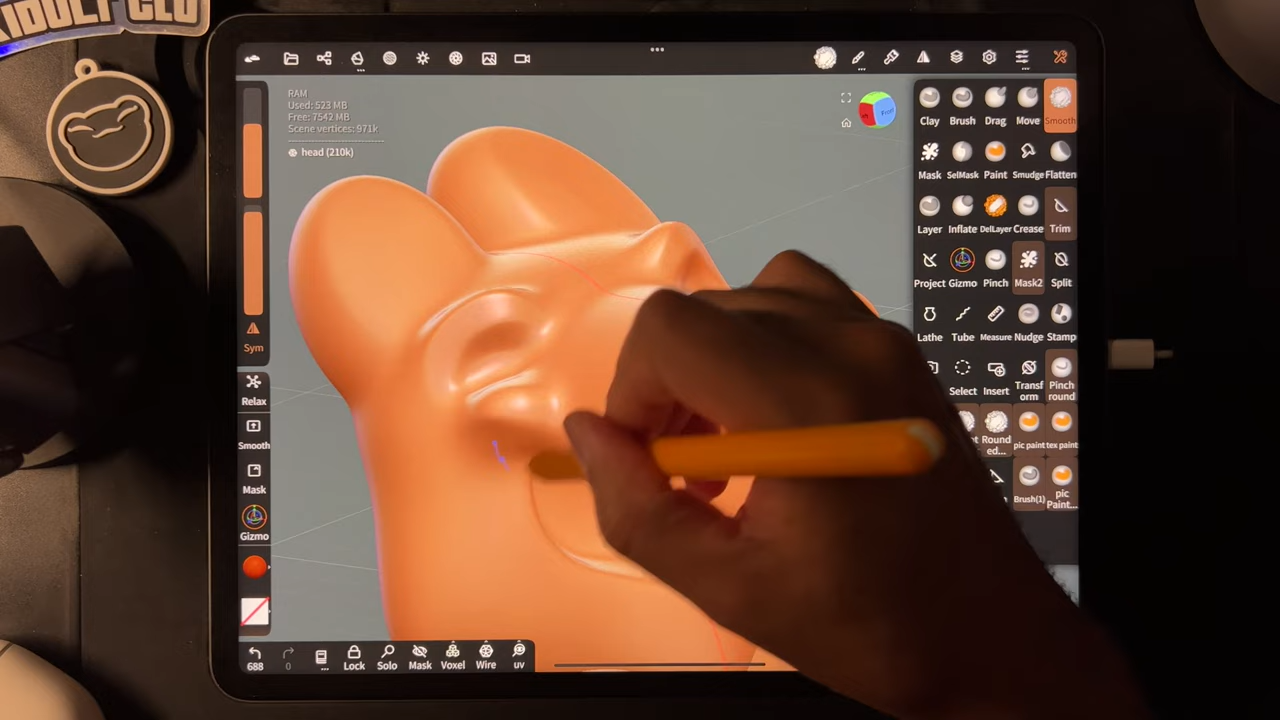 KIDULT CLU
RAM
Used: 523 MB
Free: 7542 MB
Scene vertices: 971k
head (210k)
Sym
Relax
Smooth
Mask
Gizmo
688
0
Lock
Solo
Mask
Voxel
Wire
uv
Clay Brush Drag Move Smooth
Mask SelMask Paint Smudge Flatten
Layer Inflate DelLayer Crease Trim
Project Gizmo Pinch Mask2 Split
Lathe Tube Measure Nudge Stamp
Select Insert Transf orm Pinch round
Round ed... pic paint tex paint
Brush(1) pic Paint...
Front